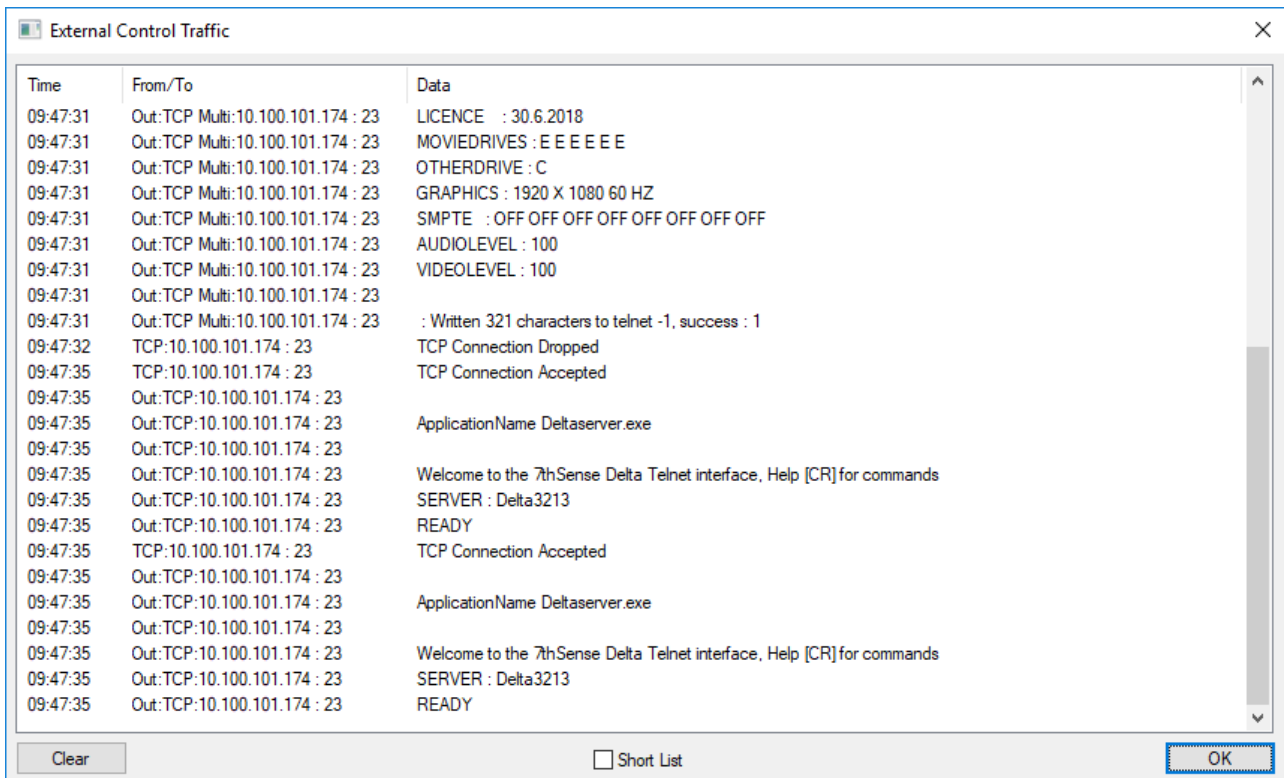 External Control Traffic
Time From/To Data
09:47:31 Out:TCP Multi:10.100.101.174 : 23 LICENCE : 30.6.2018
09:47:31 Out:TCP Multi:10.100.101.174 : 23 MOVIEDRIVES : E E E E E E
09:47:31 Out:TCP Multi:10.100.101.174 : 23 OTHERDRIVE : C
09:47:31 Out:TCP Multi:10.100.101.174 : 23 GRAPHICS : 1920 X 1080 60 HZ
09:47:31 Out:TCP Multi:10.100.101.174 : 23 SMPTE : OFF OFF OFF OFF OFF OFF OFF OFF
09:47:31 Out:TCP Multi:10.100.101.174 : 23 AUDIOLEVEL : 100
09:47:31 Out:TCP Multi:10.100.101.174 : 23 VIDEOLEVEL : 100
09:47:31 Out:TCP Multi:10.100.101.174 : 23
09:47:31 Out:TCP Multi:10.100.101.174 : 23 : Written 321 characters to telnet -1, success : 1
09:47:32 TCP:10.100.101.174 : 23 TCP Connection Dropped
09:47:35 TCP:10.100.101.174 : 23 TCP Connection Accepted
09:47:35 Out:TCP:10.100.101.174 : 23
09:47:35 Out:TCP:10.100.101.174 : 23 ApplicationName Deltaserver.exe
09:47:35 Out:TCP:10.100.101.174 : 23
09:47:35 Out:TCP:10.100.101.174 : 23 Welcome to the 7thSense Delta Telnet interface, Help [CR] for commands
09:47:35 Out:TCP:10.100.101.174 : 23 SERVER : Delta3213
09:47:35 Out:TCP:10.100.101.174 : 23 READY
09:47:35 TCP:10.100.101.174 : 23 TCP Connection Accepted
09:47:35 Out:TCP:10.100.101.174 : 23
09:47:35 Out:TCP:10.100.101.174 : 23 ApplicationName Deltaserver.exe
09:47:35 Out:TCP:10.100.101.174 : 23
09:47:35 Out:TCP:10.100.101.174 : 23 Welcome to the 7thSense Delta Telnet interface, Help [CR] for commands
09:47:35 Out:TCP:10.100.101.174 : 23 SERVER : Delta3213
09:47:35 Out:TCP:10.100.101.174 : 23 READY
Clear Short List OK